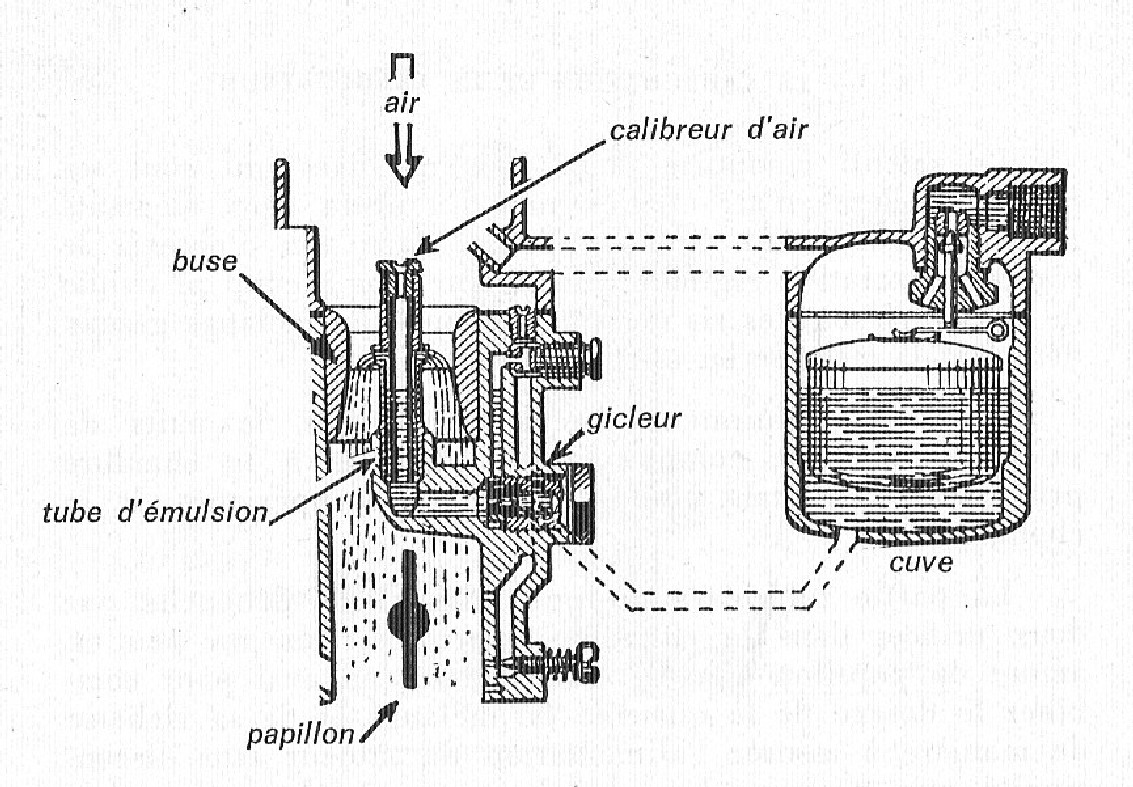 air
calibreur d'air
buse
gicleur
tube d'émulsion
cuve
papillon